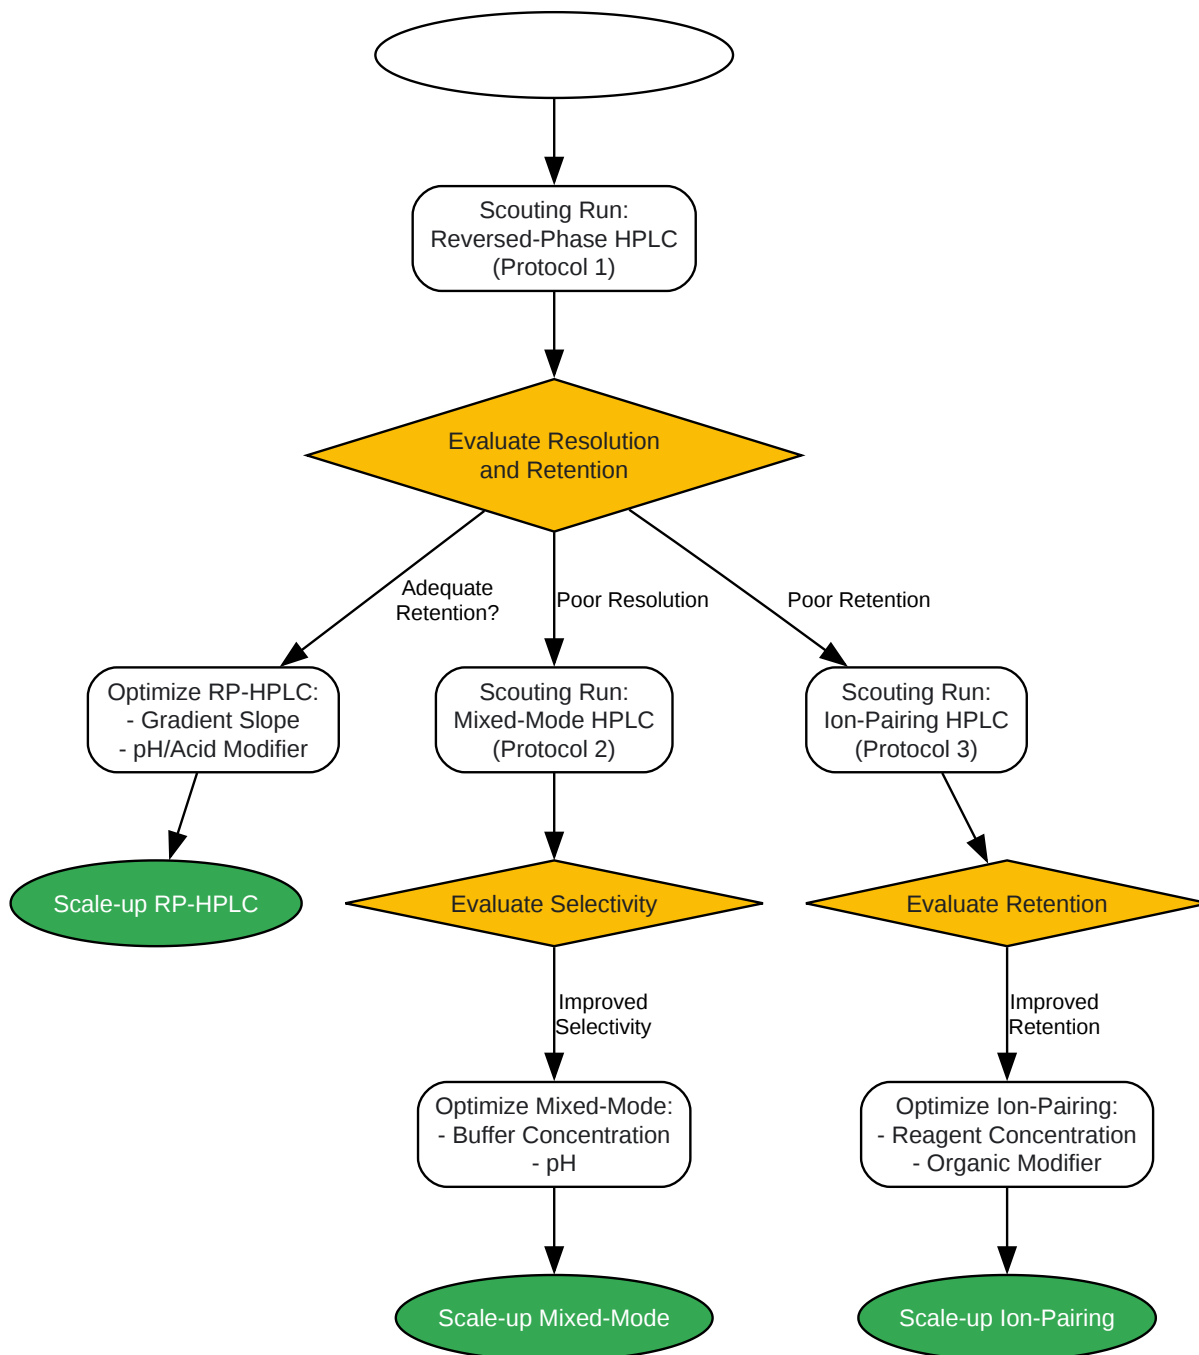 Scouting Run:
Reversed-Phase HPLC
(Protocol 1)
Evaluate Resolution
and Retention
Adequate
Retention?
Poor Resolution
Poor Retention
Optimize RP-HPLC:
- Gradient Slope
- pH/Acid Modifier
Scouting Run:
Mixed-Mode HPLC
(Protocol 2)
Scouting Run:
Ion-Pairing HPLC
(Protocol 3)
Scale-up RP-HPLC
Evaluate Selectivity
Evaluate Retention
Improved
Selectivity
Improved
Retention
Optimize Mixed-Mode:
- Buffer Concentration
- pH
Optimize Ion-Pairing:
- Reagent Concentration
- Organic Modifier
Scale-up Mixed-Mode
Scale-up Ion-Pairing